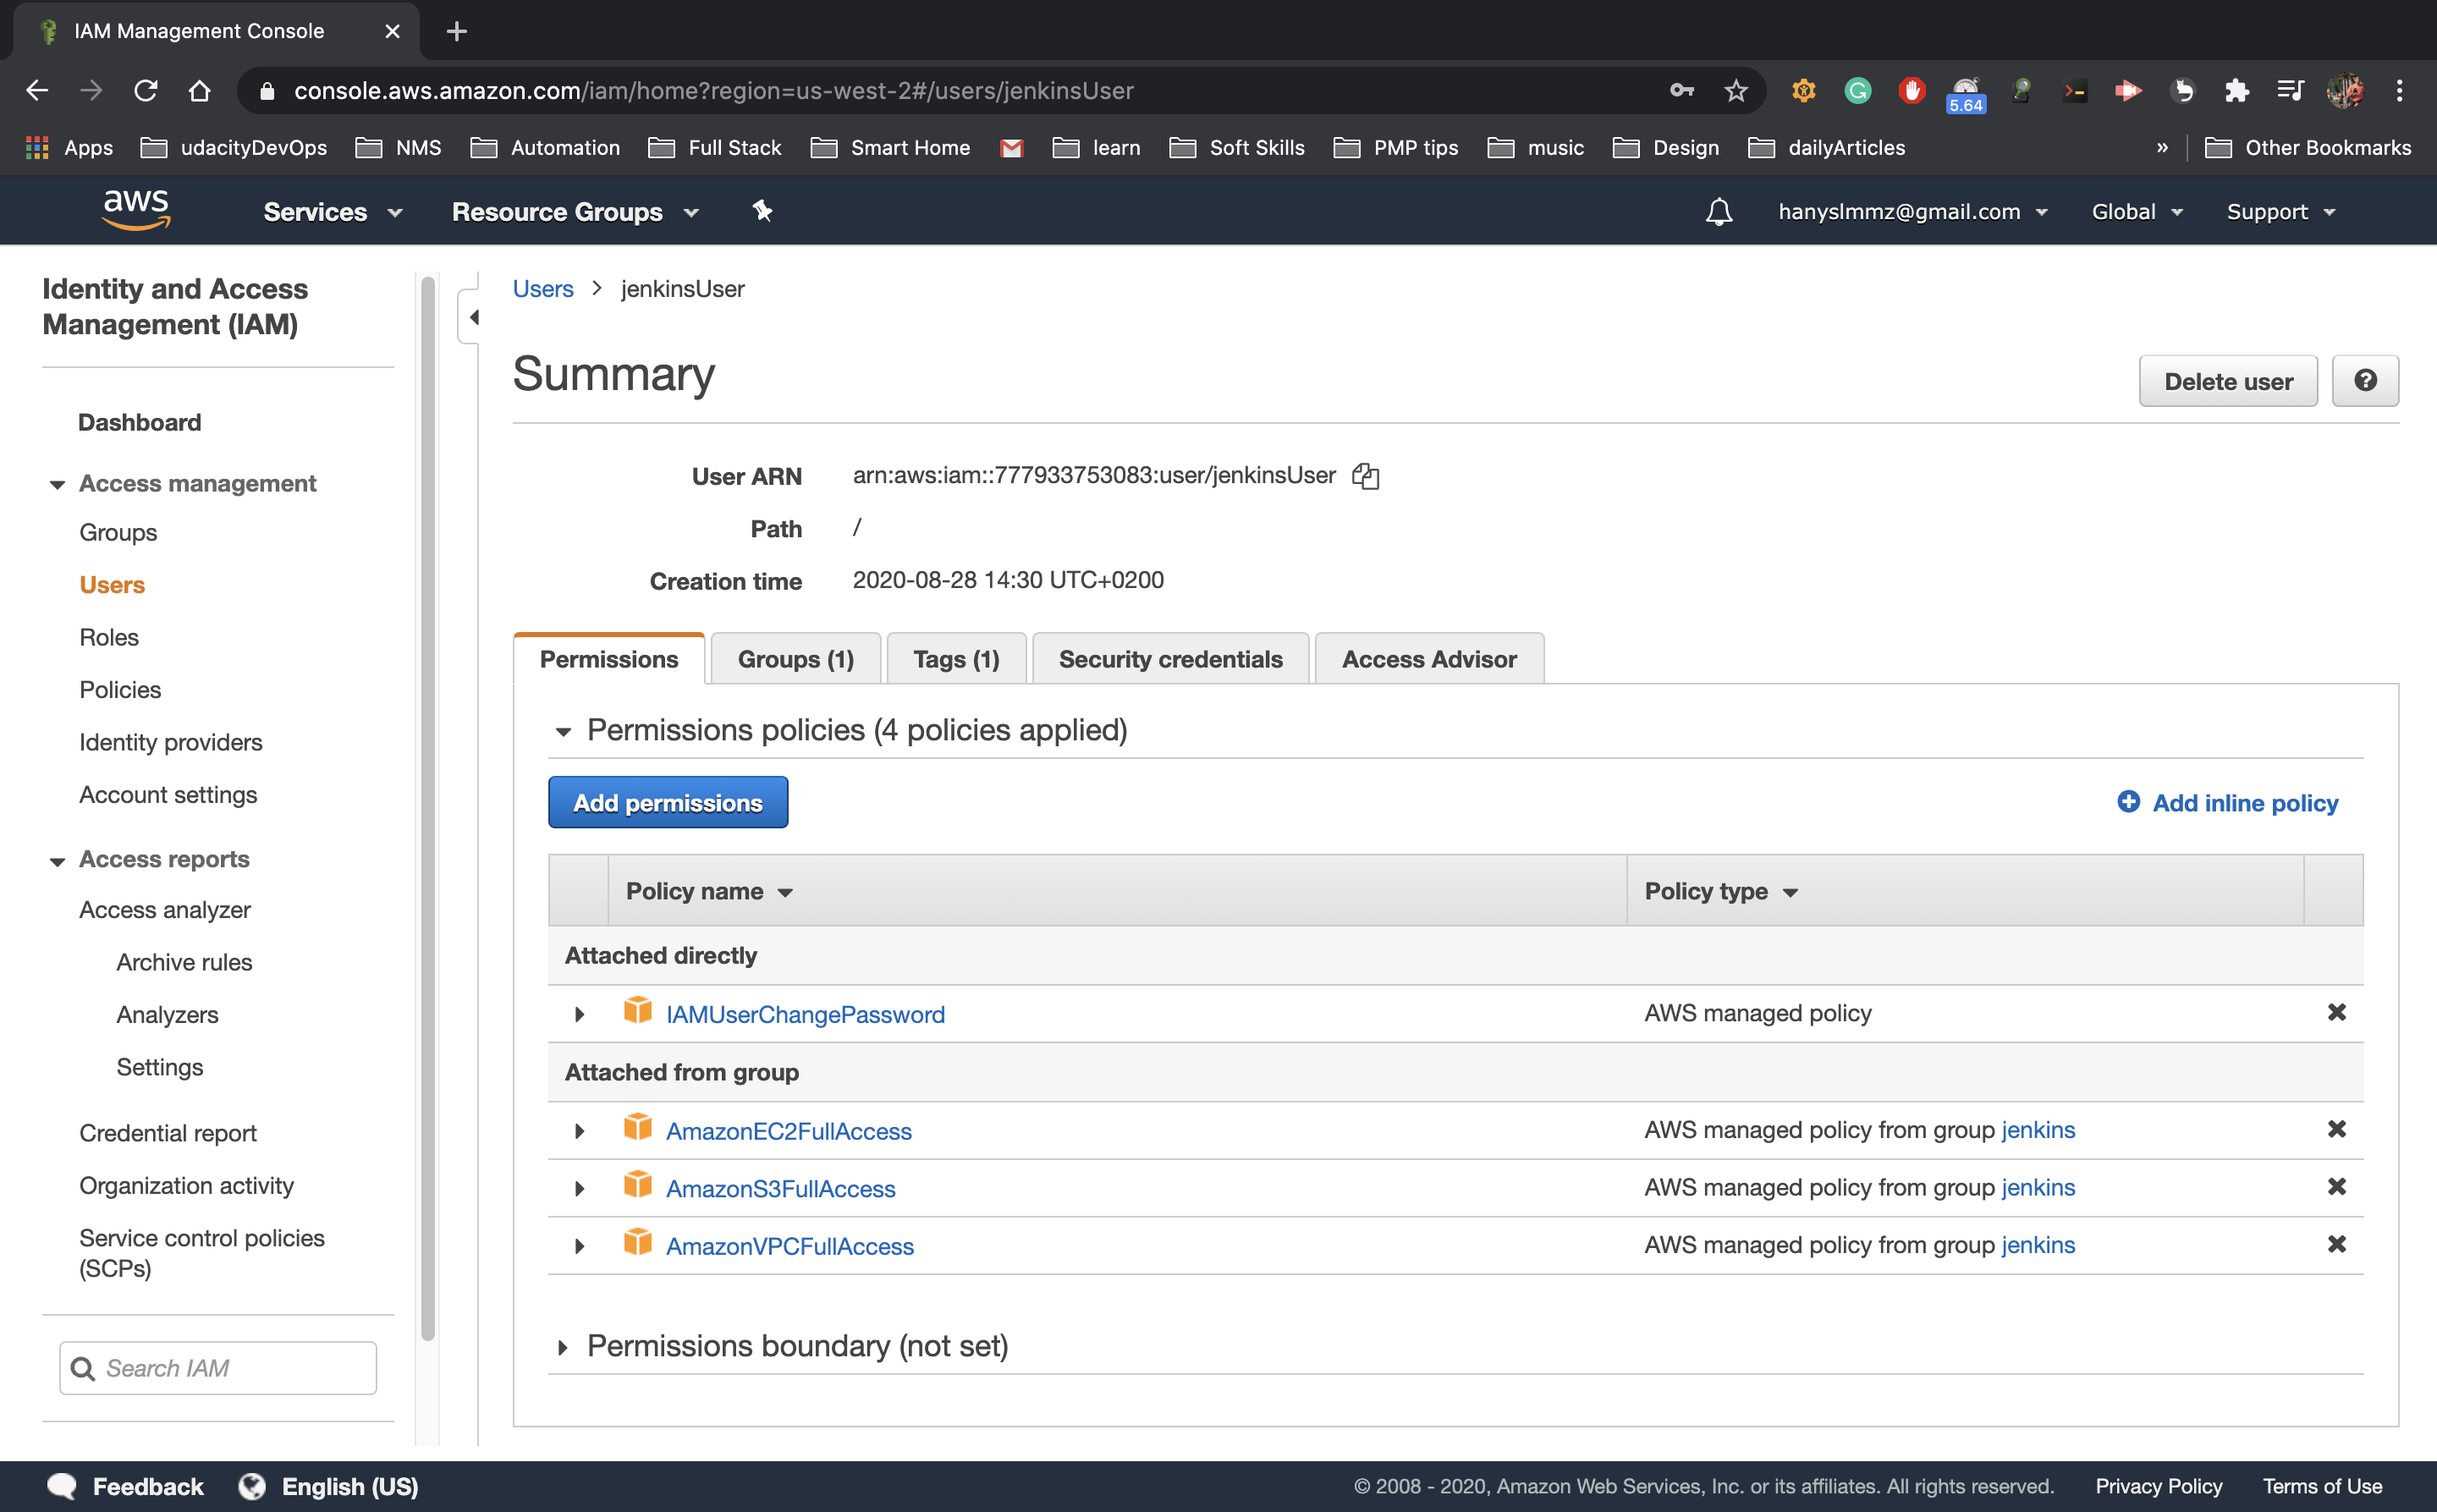 IAM Management Console
console.aws.amazon.com/iam/home?region=us-west-2#/users/jenkinsUser
5.64
Apps udacityDevOps NMS Automation Full Stack Smart Home learn Soft Skills PMP tips music Design dailyArticles » Other Bookmarks
aws Services Resource Groups hanyslmmz@gmail.com Global Support
Identity and Access
Management (IAM)
Dashboard
Access management
Groups
Users
Roles
Policies
Identity providers
Account settings
Access reports
Access analyzer
Archive rules
Analyzers
Settings
Credential report
Organization activity
Service control policies
(SCPs)
Search IAM
Users > jenkinsUser
Summary
Delete user ?
User ARN arn:aws:iam::777933753083:user/jenkinsUser
Path /
Creation time 2020-08-28 14:30 UTC+0200
Permissions Groups (1) Tags (1) Security credentials Access Advisor
Permissions policies (4 policies applied)
Add permissions Add inline policy
Policy name Policy type
Attached directly
IAMUserChangePassword AWS managed policy
Attached from group
AmazonEC2FullAccess AWS managed policy from group jenkins
AmazonS3FullAccess AWS managed policy from group jenkins
AmazonVPCFullAccess AWS managed policy from group jenkins
Permissions boundary (not set)
Feedback English (US) © 2008 - 2020, Amazon Web Services, Inc. or its affiliates. All rights reserved. Privacy Policy Terms of Use